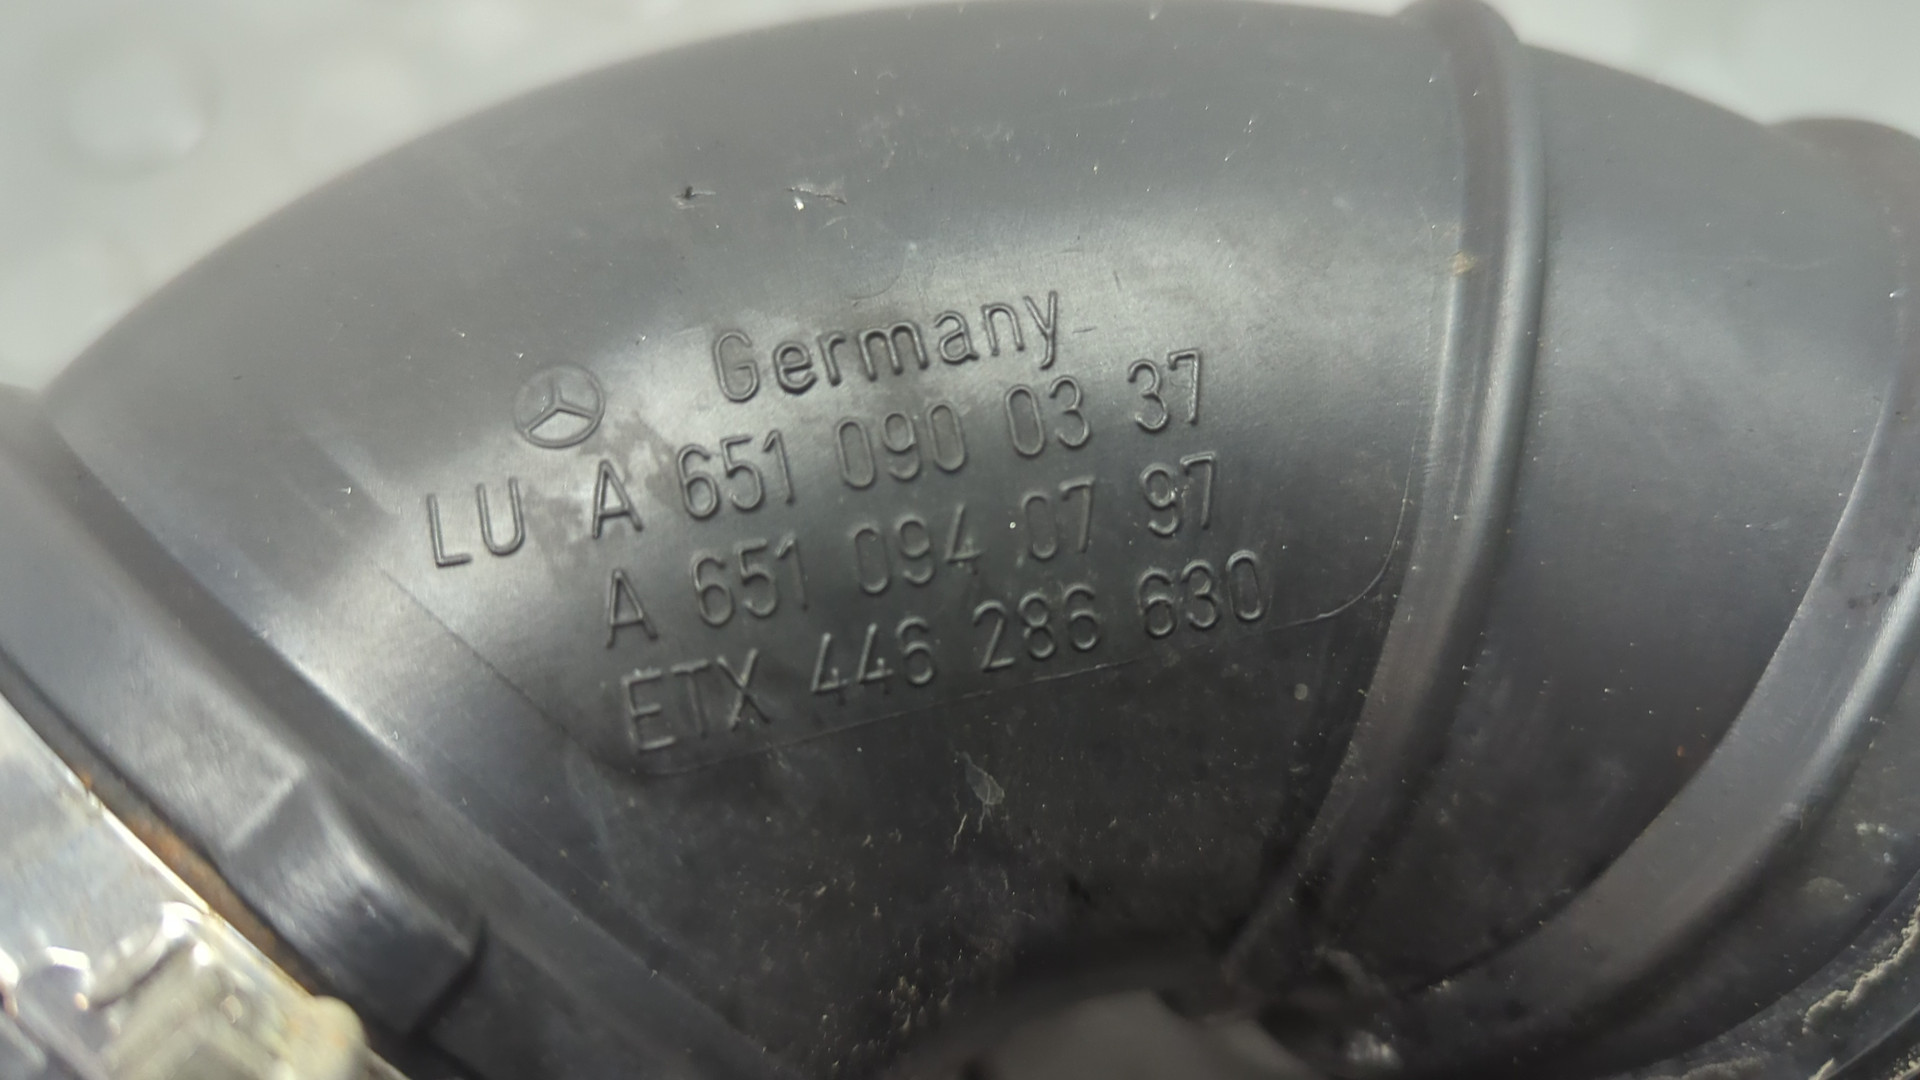 Germany
LU A 651 090 03 37
A 651 094 07 97
ETX 446 286 630